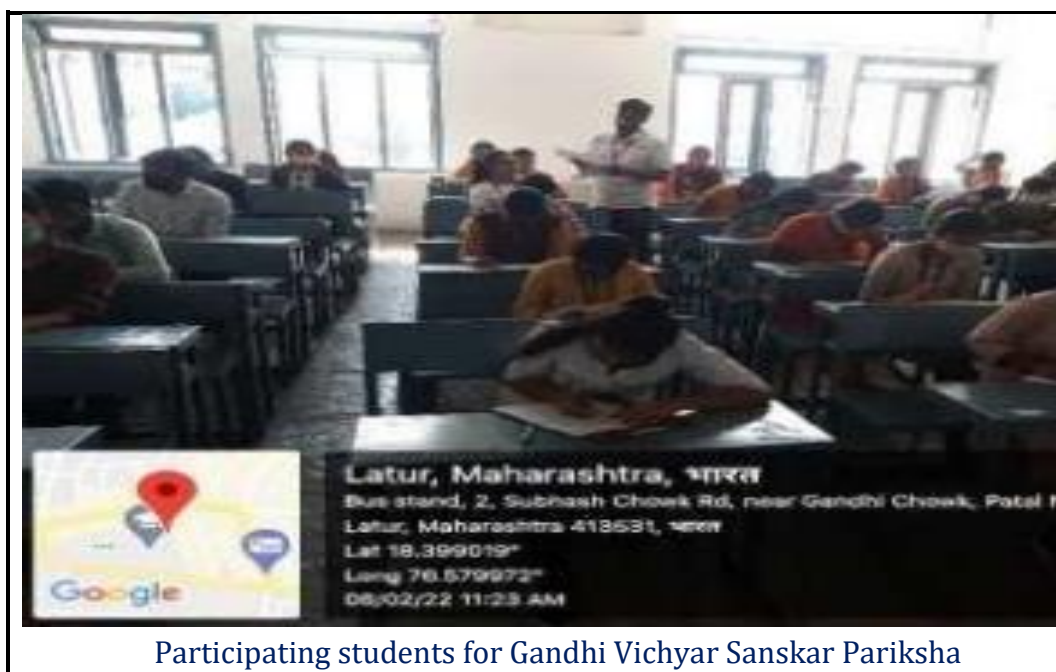 Google
Latur, Maharashtra, भारत
Bus stand, 2, Subhash Chowk Rd, near Gandhi Chowk, Patal
Latur, Maharashtra 413531, भारत
Lat 18.399019°
Long 76.579972°
08/02/22 11:23 AM
Participating students for Gandhi Vichyar Sanskar Pariksha